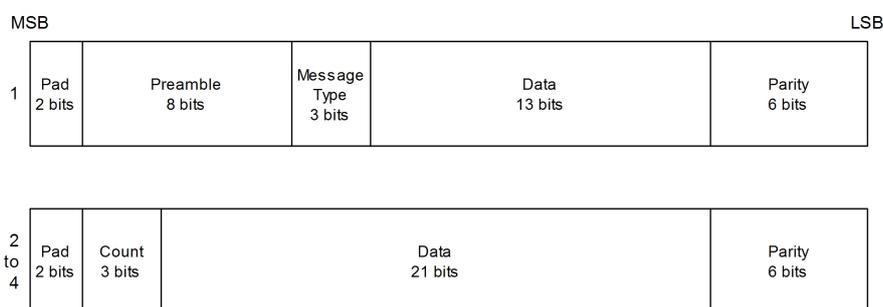 MSB
LSB
1
Pad
2 bits
Preamble
8 bits
Message
Type
3 bits
Data
13 bits
Parity
6 bits
2
to
4
Pad
2 bits
Count
3 bits
Data
21 bits
Parity
6 bits